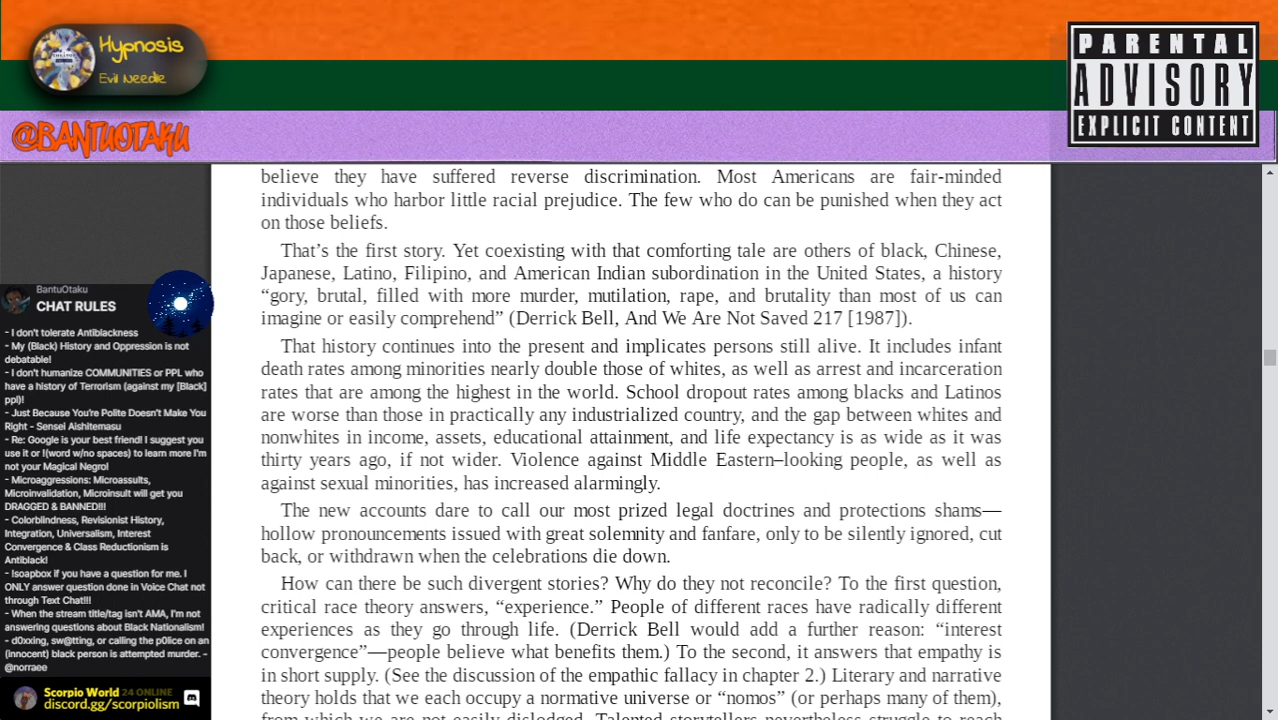 Hypnosis
Evil Needle
PARENTAL
ADVISORY
EXPLICIT CONTENT
@BANTUOTAKU
believe they have suffered reverse discrimination. Most Americans are fair-minded
individuals who harbor little racial prejudice. The few who do can be punished when they act
on those beliefs.
That’s the first story. Yet coexisting with that comforting tale are others of black, Chinese,
Japanese, Latino, Filipino, and American Indian subordination in the United States, a history
“gory, brutal, filled with more murder, mutilation, rape, and brutality than most of us can
imagine or easily comprehend” (Derrick Bell, And We Are Not Saved 217 [1987]).
That history continues into the present and implicates persons still alive. It includes infant
death rates among minorities nearly double those of whites, as well as arrest and incarceration
rates that are among the highest in the world. School dropout rates among blacks and Latinos
are worse than those in practically any industrialized country, and the gap between whites and
nonwhites in income, assets, educational attainment, and life expectancy is as wide as it was
thirty years ago, if not wider. Violence against Middle Eastern–looking people, as well as
against sexual minorities, has increased alarmingly.
The new accounts dare to call our most prized legal doctrines and protections shams—
hollow pronouncements issued with great solemnity and fanfare, only to be silently ignored, cut
back, or withdrawn when the celebrations die down.
How can there be such divergent stories? Why do they not reconcile? To the first question,
critical race theory answers, “experience.” People of different races have radically different
experiences as they go through life. (Derrick Bell would add a further reason: “interest
convergence”—people believe what benefits them.) To the second, it answers that empathy is
in short supply. (See the discussion of the empathic fallacy in chapter 2.) Literary and narrative
theory holds that we each occupy a normative universe or “nomos” (or perhaps many of them),
from which we are not easily dislodged. Talented storytellers nevertheless struggle to reach
BantuOtaku
CHAT RULES
- I don't tolerate Antiblackness
- My (Black) History and Oppression is not
debatable!
- I don't humanize COMMUNITIES or PPL who
have a history of Terrorism (against my [Black]
ppl)!
- Just Because You're Polite Doesn't Make You
Right - Sensei Aishitemasu
- Re: Google is your best friend! I suggest you
use it or !(word w/no spaces) to learn more I'm
not your Magical Negro!
- Microaggressions: Microassults,
Microinvalidation, Microinsult will get you
DRAGGED & BANNED!!!
- Colorblindness, Revisionist History,
Integration, Universalism, Interest
Convergence & Class Reductionism is
Antiblack!
- !soapbox if you have a question for me. I
ONLY answer question done in Voice Chat not
through Text Chat!!!
- When the stream title/tag isn't AMA, I'm not
answering questions about Black Nationalism!
- d0xxing, sw@tting, or calling the p0lice on an
(innocent) black person is attempted murder. -
@norraee
Scorpio World 24 ONLINE
discord.gg/scorpiolism